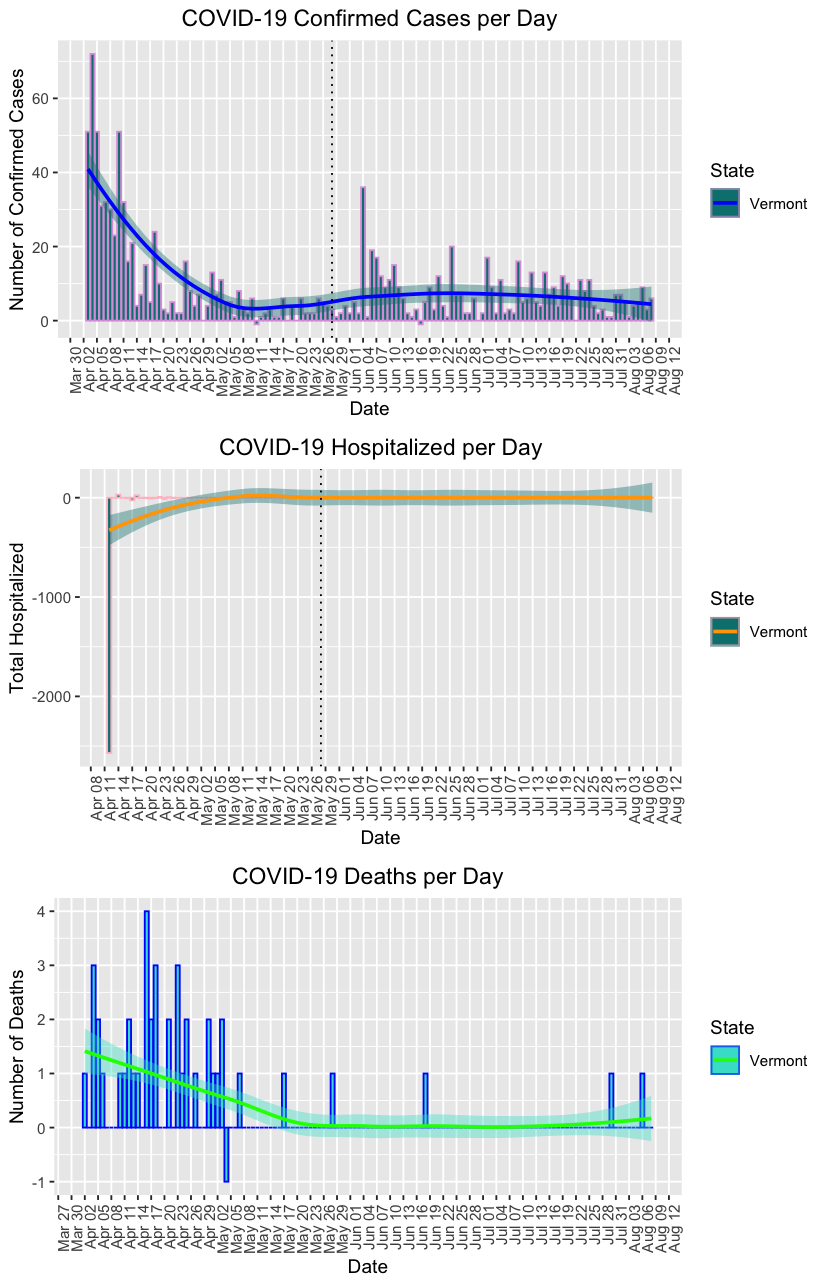 COVID-19 Confirmed Cases per Day
Number of Confirmed Cases
60
40
20
0
Mar 30
Apr 02
Apr 05
Apr 08
Apr 11
Apr 14
Apr 17
Apr 20
Apr 23
Apr 26
Apr 29
May 02
May 05
May 08
May 11
May 14
May 17
May 20
May 23
May 26
May 29
Jun 01
Jun 04
Jun 07
Jun 10
Jun 13
Jun 16
Jun 19
Jun 22
Jun 25
Jun 28
Jul 01
Jul 04
Jul 07
Jul 10
Jul 13
Jul 16
Jul 19
Jul 22
Jul 25
Jul 28
Jul 31
Aug 03
Aug 06
Aug 09
Aug 12
Date
State
Vermont
COVID-19 Hospitalized per Day
Total Hospitalized
0
-1000
-2000
Apr 08
Apr 11
Apr 14
Apr 17
Apr 20
Apr 23
Apr 26
Apr 29
May 02
May 05
May 08
May 11
May 14
May 17
May 20
May 23
May 26
May 29
Jun 01
Jun 04
Jun 07
Jun 10
Jun 13
Jun 16
Jun 19
Jun 22
Jun 25
Jun 28
Jul 01
Jul 04
Jul 07
Jul 10
Jul 13
Jul 16
Jul 19
Jul 22
Jul 25
Jul 28
Jul 31
Aug 03
Aug 06
Aug 09
Aug 12
Date
State
Vermont
COVID-19 Deaths per Day
Number of Deaths
4
3
2
1
0
-1
Mar 27
Mar 30
Apr 02
Apr 05
Apr 08
Apr 11
Apr 14
Apr 17
Apr 20
Apr 23
Apr 26
Apr 29
May 02
May 05
May 08
May 11
May 14
May 17
May 20
May 23
May 26
May 29
Jun 01
Jun 04
Jun 07
Jun 10
Jun 13
Jun 16
Jun 19
Jun 22
Jun 25
Jun 28
Jul 01
Jul 04
Jul 07
Jul 10
Jul 13
Jul 16
Jul 19
Jul 22
Jul 25
Jul 28
Jul 31
Aug 03
Aug 06
Aug 09
Aug 12
Date
State
Vermont